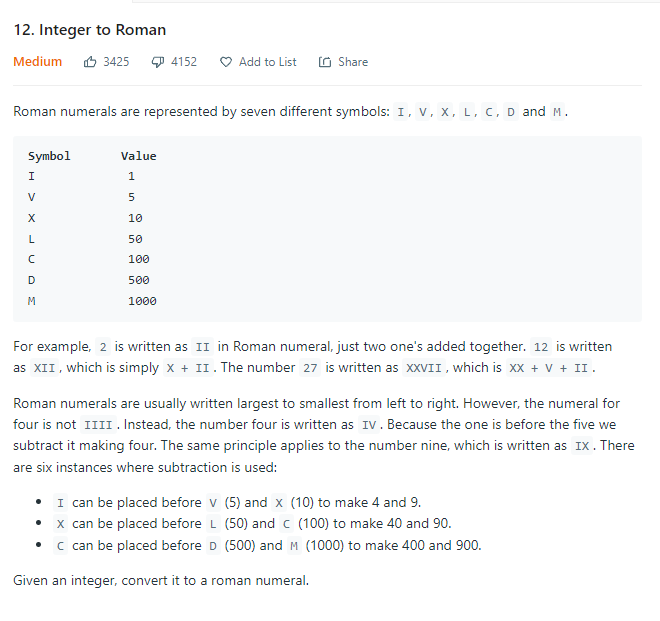 12. Integer to Roman
Medium 3425 4152 Add to List Share
Roman numerals are represented by seven different symbols: I, V, X, L, C, D and M.
Symbol Value
I 1
V 5
X 10
L 50
C 100
D 500
M 1000
For example, 2 is written as II in Roman numeral, just two one's added together. 12 is written
as XII, which is simply X + II. The number 27 is written as XXVII, which is XX + V + II.
Roman numerals are usually written largest to smallest from left to right. However, the numeral for
four is not IIII. Instead, the number four is written as IV. Because the one is before the five we
subtract it making four. The same principle applies to the number nine, which is written as IX. There
are six instances where subtraction is used:
• I can be placed before V (5) and X (10) to make 4 and 9.
• X can be placed before L (50) and C (100) to make 40 and 90.
• C can be placed before D (500) and M (1000) to make 400 and 900.
Given an integer, convert it to a roman numeral.